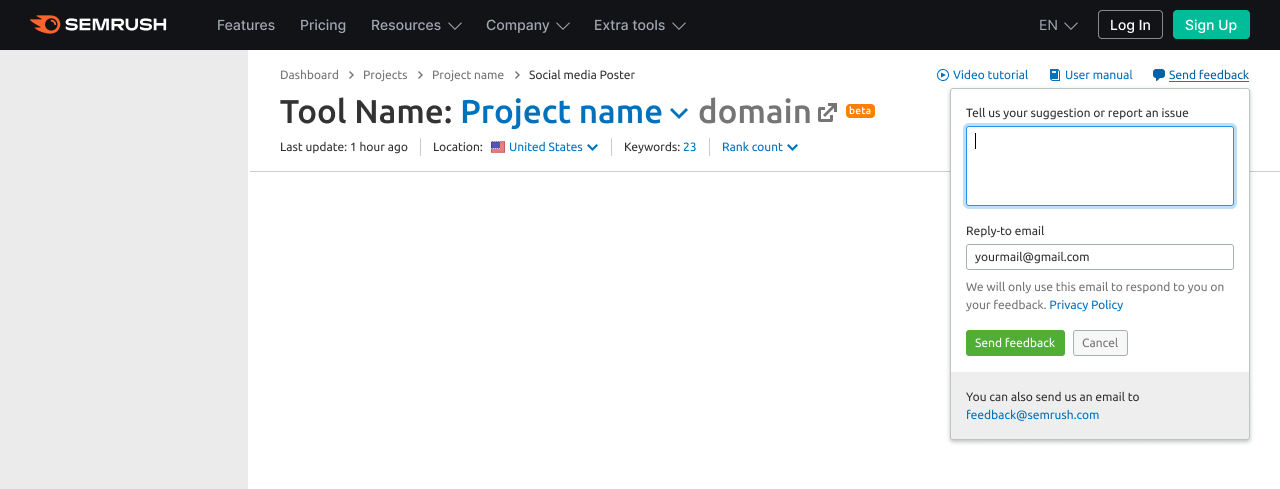 SEMRUSH Features Pricing Resources Company Extra tools EN Log In Sign Up
Dashboard Projects Project name Social media Poster Video tutorial User manual Send feedback
Tool Name: Project name domain beta
Last update: 1 hour ago Location: United States Keywords: 23 Rank count
Tell us your suggestion or report an issue
Reply-to email
yourmail@gmail.com
We will only use this email to respond to you on
your feedback. Privacy Policy
Send feedback Cancel
You can also send us an email to
feedback@semrush.com